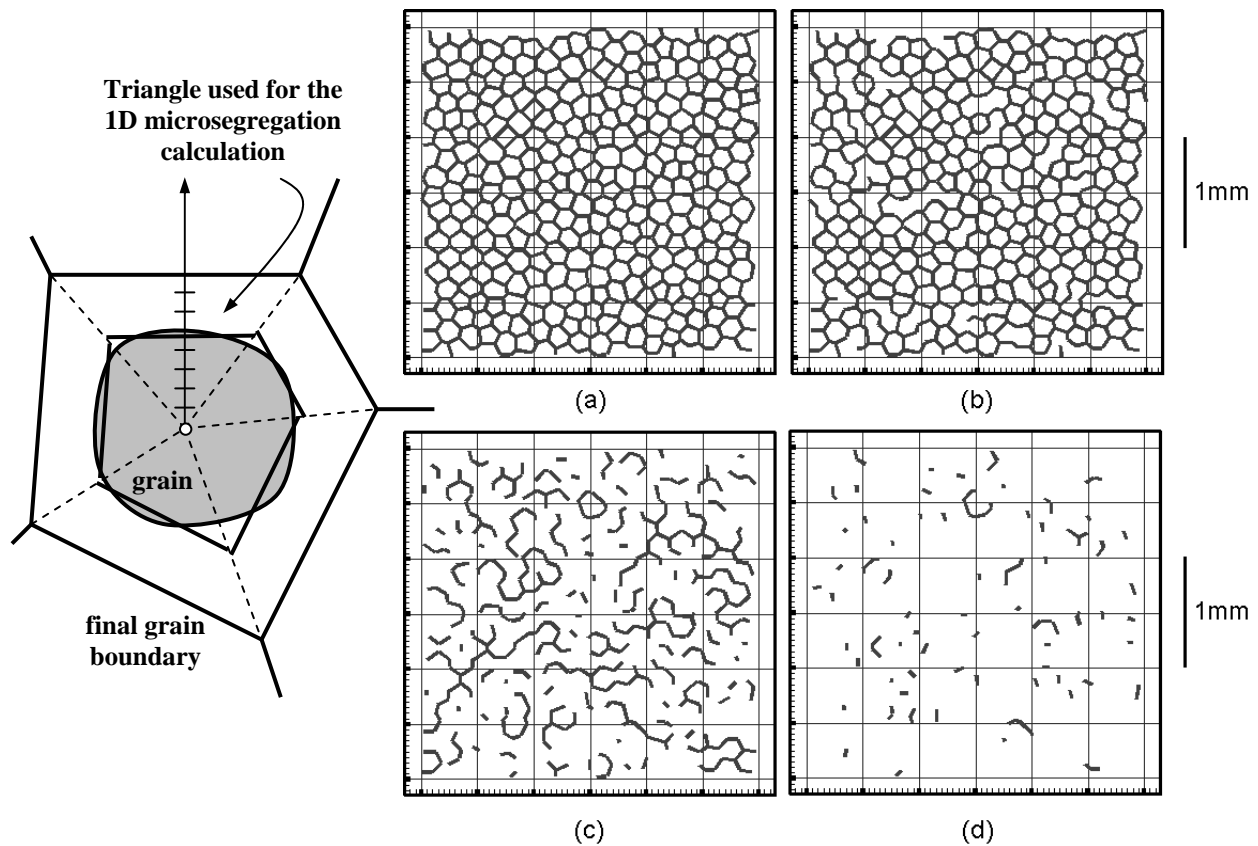 Triangle used for the
1D microsegregation
calculation
grain
final grain
boundary
(a)
(b)
1mm
(c)
(d)
1mm